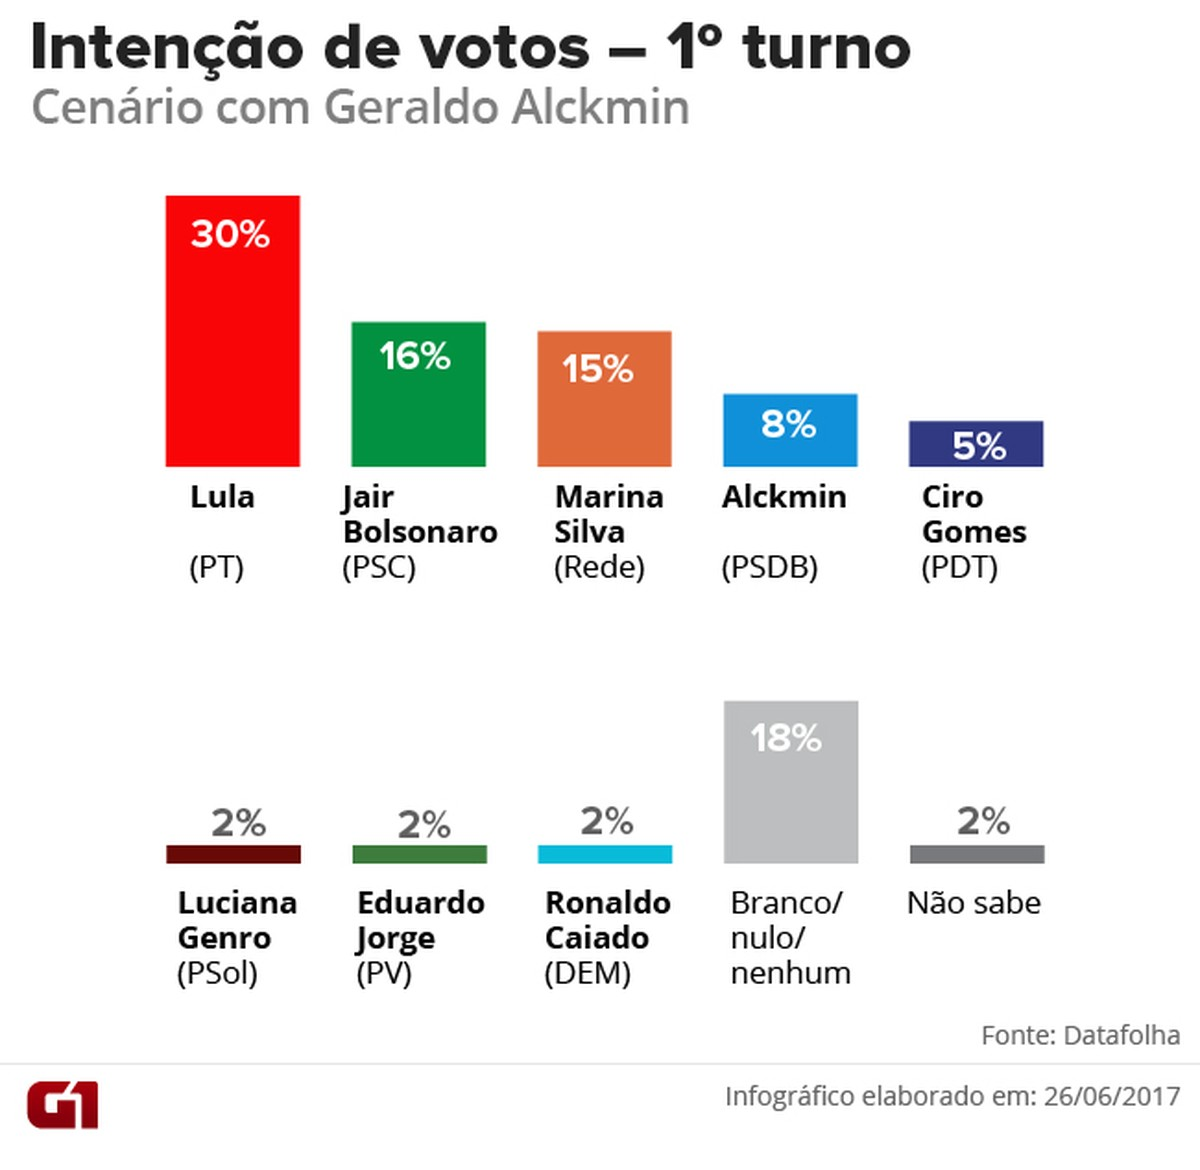 Intenção de votos – 1º turno
Cenário com Geraldo Alckmin
30%
16%
15%
8%
5%
Lula
(PT)
Jair
Bolsonaro
(PSC)
Marina
Silva
(Rede)
Alckmin
(PSDB)
Ciro
Gomes
(PDT)
2%
2%
2%
18%
2%
Luciana
Genro
(PSol)
Eduardo
Jorge
(PV)
Ronaldo
Caiado
(DEM)
Branco/
nulo/
nenhum
Não sabe
Fonte: Datafolha
G1
Infográfico elaborado em: 26/06/2017